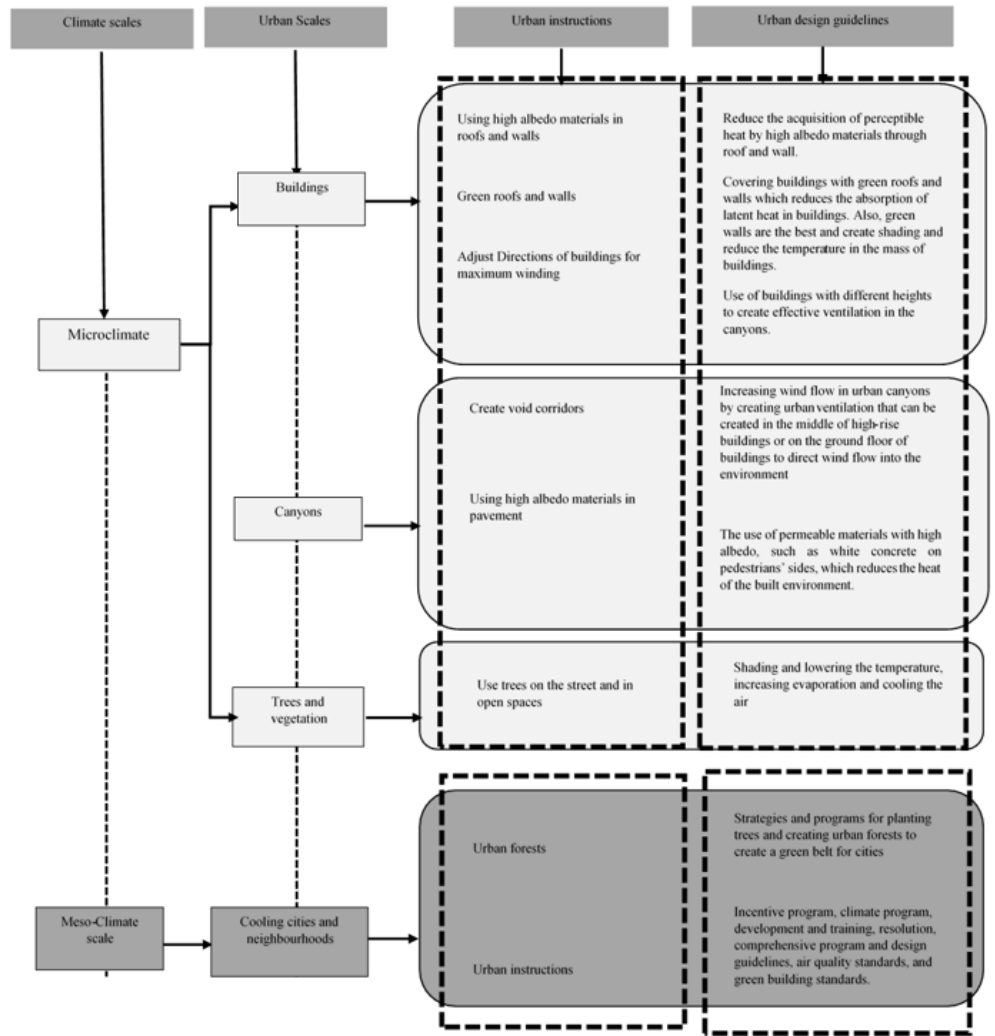 Climate scales
Urban Scales
Urban instructions
Urban design guidelines
Microclimate
Buildings
Using high albedo materials in
roofs and walls
Green roofs and walls
Adjust Directions of buildings for
maximum winding
Reduce the acquisition of perceptible
heat by high albedo materials through
roof and wall.
Covering buildings with green roofs and
walls which reduces the absorption of
latent heat in buildings. Also, green
walls are the best and create shading and
reduce the temperature in the mass of
buildings.
Use of buildings with different heights
to create effective ventilation in the
canyons.
Canyons
Create void corridors
Using high albedo materials in
pavement
Increasing wind flow in urban canyons
by creating urban ventilation that can be
created in the middle of high-rise
buildings or on the ground floor of
buildings to direct wind flow into the
environment
The use of permeable materials with high
albedo, such as white concrete on
pedestrians' sides, which reduces the heat
of the built environment.
Trees and
vegetation
Use trees on the street and in
open spaces
Shading and lowering the temperature,
increasing evaporation and cooling the
air
Meso-Climate
scale
Cooling cities and
neighbourhoods
Urban forests
Urban instructions
Strategies and programs for planting
trees and creating urban forests to
create a green belt for cities
Incentive program, climate program,
development and training, resolution,
comprehensive program and design
guidelines, air quality standards, and
green building standards.